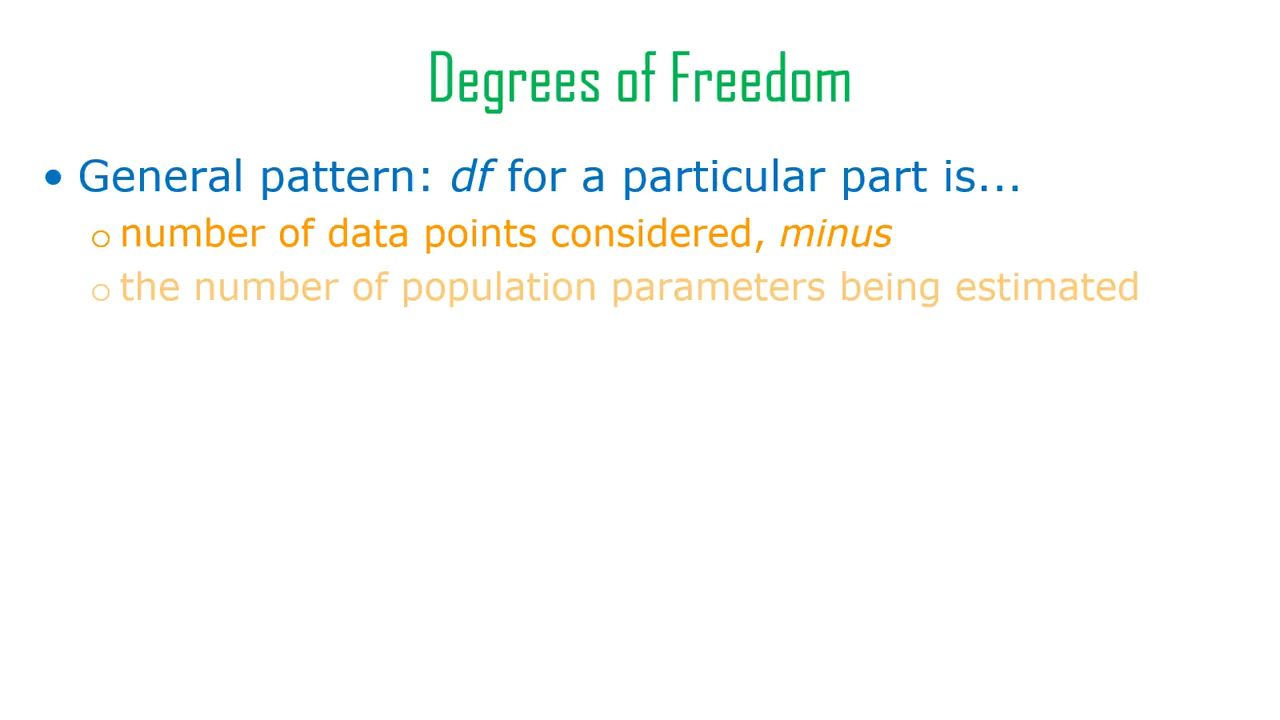 Degrees of Freedom
• General pattern: df for a particular part is...
o number of data points considered, minus
o the number of population parameters being estimated